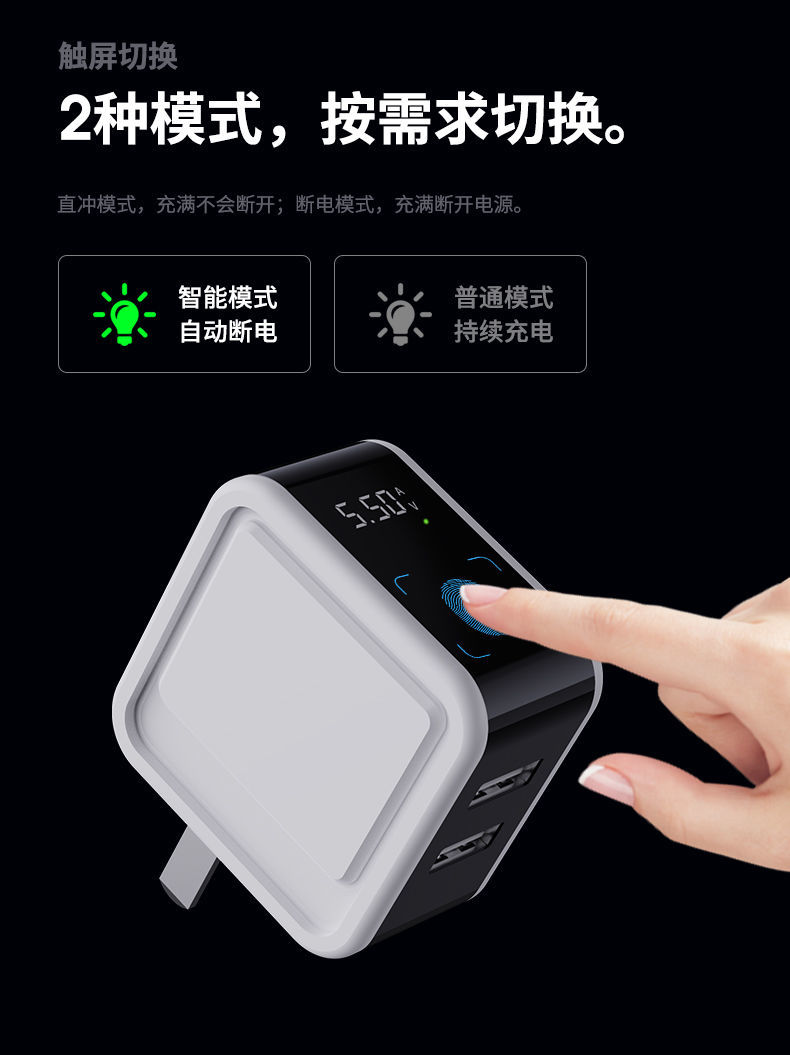 触屏切换
2种模式，按需求切换。
直冲模式，充满不会断开；断电模式，充满断开电源。
智能模式
自动断电
普通模式
持续充电
5.50 A
V